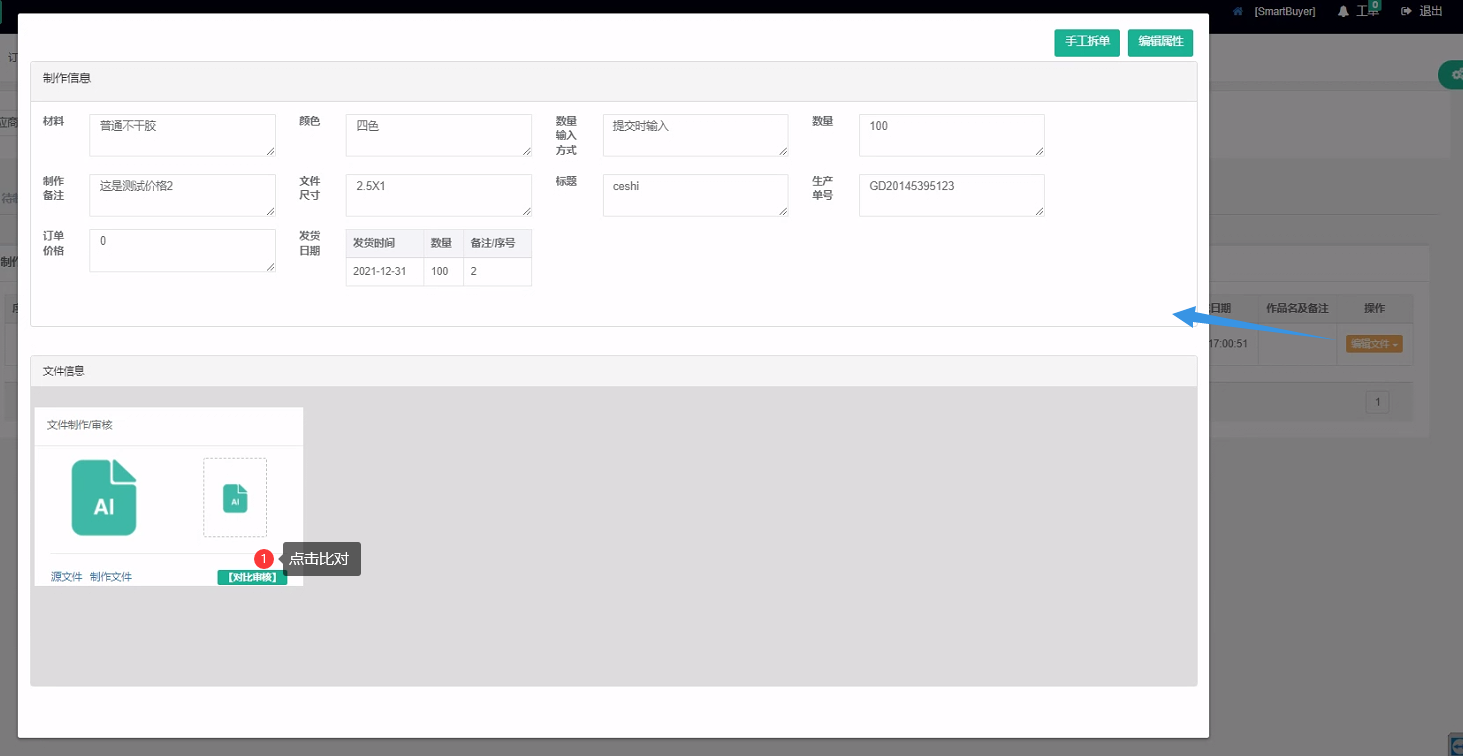 [SmartBuyer]
工单
0
退出
订
手工拆单
编辑属性
制作信息
材料
普通不干胶
颜色
四色
数量
输入
方式
提交时输入
数量
100
制作
备注
这是测试价格2
文件
尺寸
2.5X1
标题
ceshi
生产
单号
GD20145395123
订单
价格
0
发货
日期
发货时间 数量 备注/序号
2021-12-31 100 2
应商
制作
日期 作品名及备注 操作
17:00:51
编辑文件
1
文件信息
文件制作/审核
AI
AI
1
点击比对
源文件 制作文件
【对比审核】